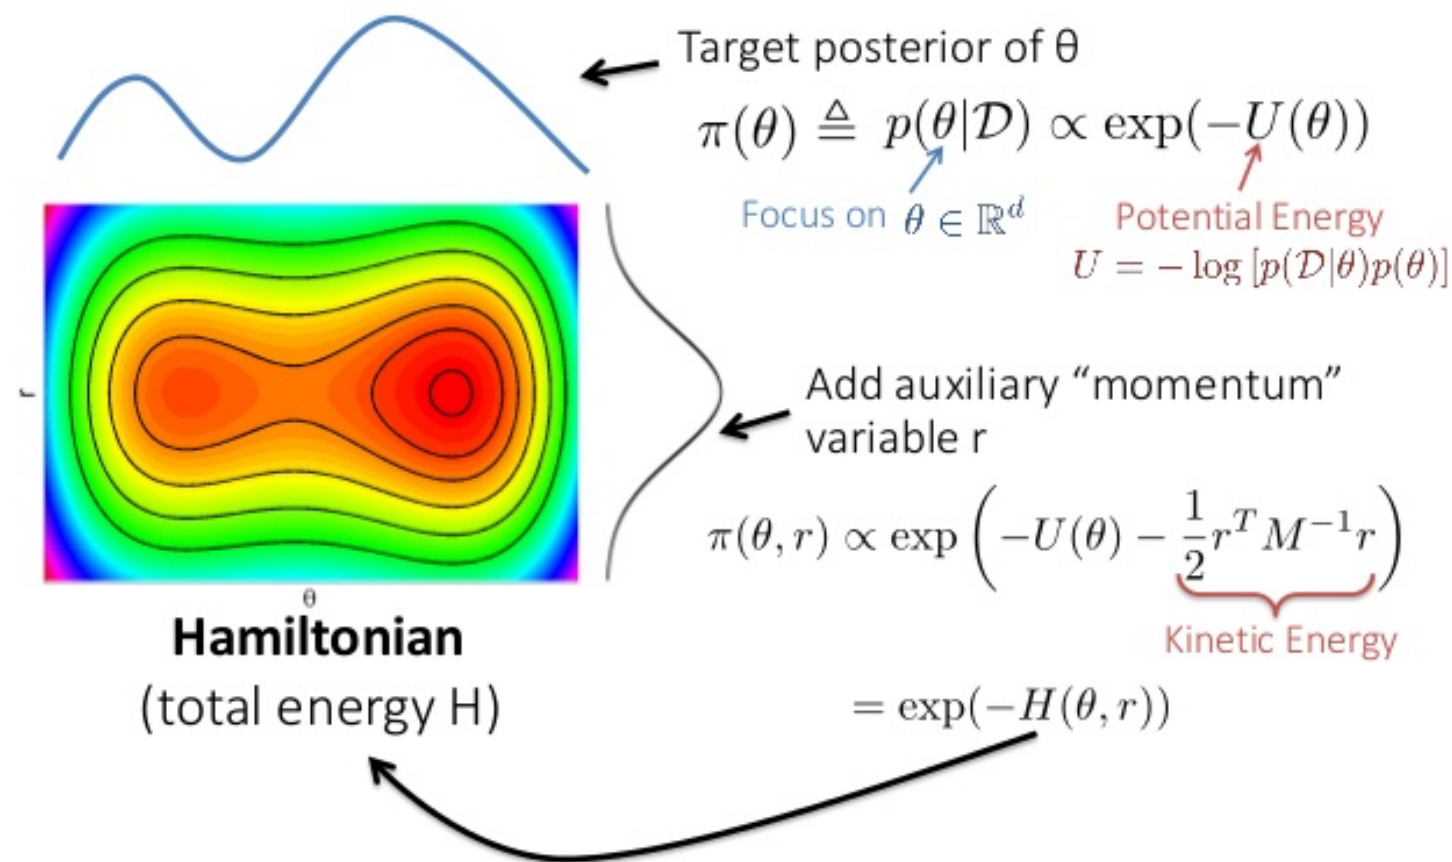 Target posterior of θ
π(θ) ≜ p(θ|𝒟) ∝ exp(−U(θ))
Focus on θ ∈ ℝ^d
Potential Energy
U = − log [p(𝒟|θ)p(θ)]
r
θ
Add auxiliary “momentum”
variable r
π(θ, r) ∝ exp (−U(θ) − 1/2 r^T M^{−1} r)
Kinetic Energy
Hamiltonian
(total energy H)
= exp(−H(θ, r))